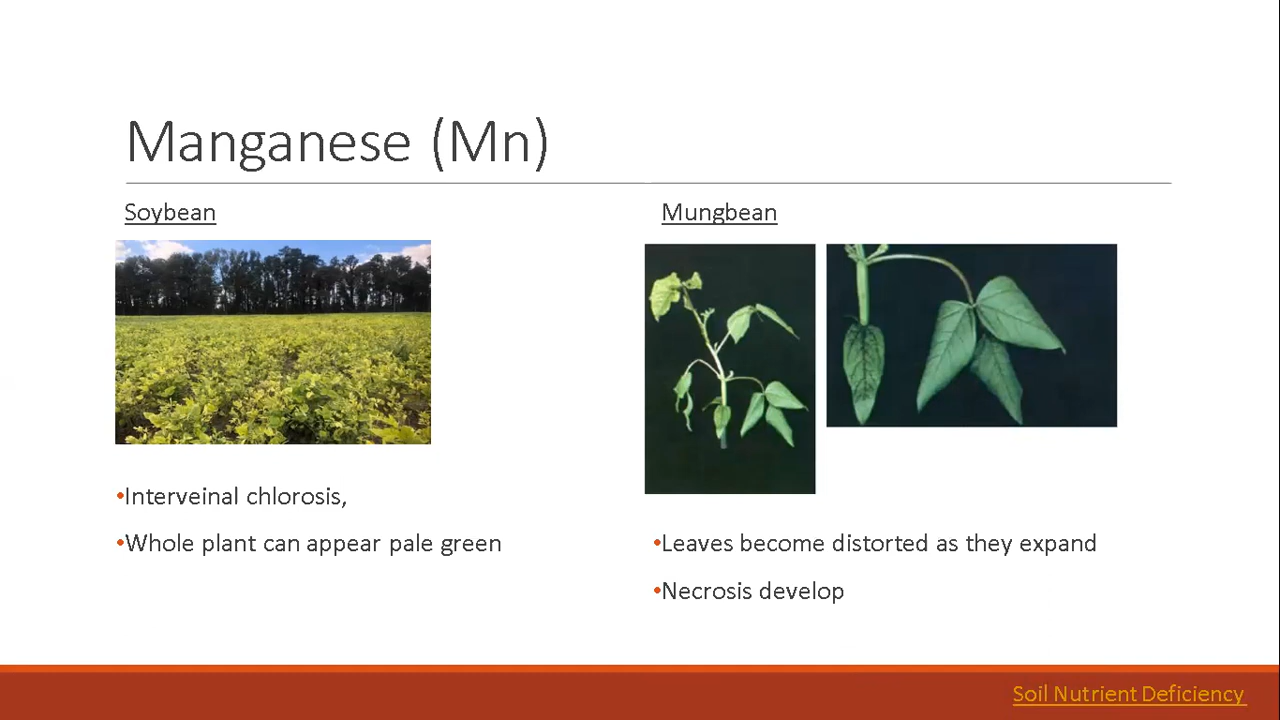 Manganese (Mn)
Soybean
•Interveinal chlorosis,
•Whole plant can appear pale green
Mungbean
•Leaves become distorted as they expand
•Necrosis develop
Soil Nutrient Deficiency